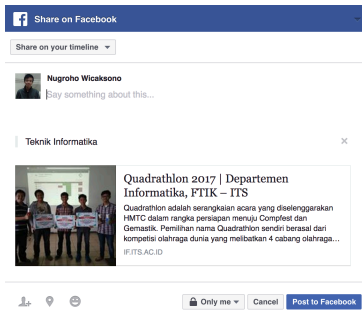 Share on Facebook
Share on your timeline
Nugroho Wicaksono
Say something about this...
Teknik Informatika
Quadrathlon 2017 | Departemen
Informatika, FTIK – ITS
Quadrathlon adalah serangkaian acara yang diselenggarakan
HMTC dalam rangka persiapan menuju Compfest dan
Gemastik. Pemilihan nama Quadrathlon sendiri berasal dari
kompetisi olahraga dunia yang melibatkan 4 cabang olahraga…
IF.ITS.AC.ID
Only me Cancel Post to Facebook